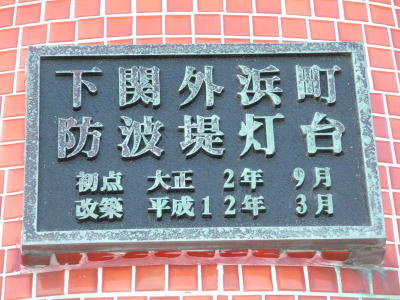 下関外浜町
防波堤灯台
初点 大正 2年 9月
改築 平成12年 3月